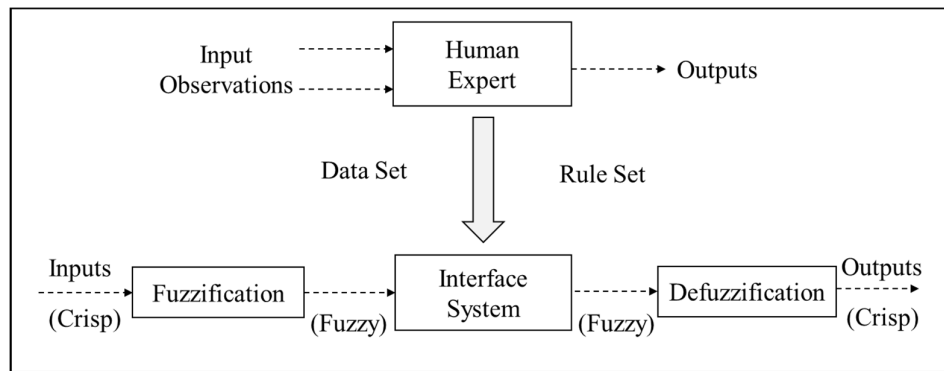 Input
Observations
Human
Expert
Outputs
Data Set
Rule Set
Inputs
(Crisp)
Fuzzification
(Fuzzy)
Interface
System
(Fuzzy)
Defuzzification
Outputs
(Crisp)